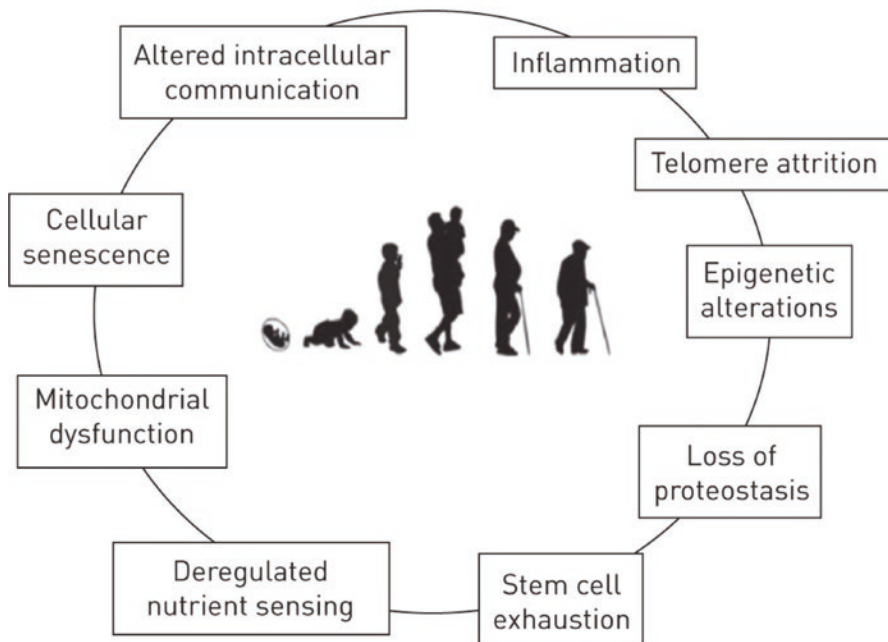 Altered intracellular
communication
Inflammation
Telomere attrition
Epigenetic
alterations
Loss of
proteostasis
Stem cell
exhaustion
Deregulated
nutrient sensing
Mitochondrial
dysfunction
Cellular
senescence